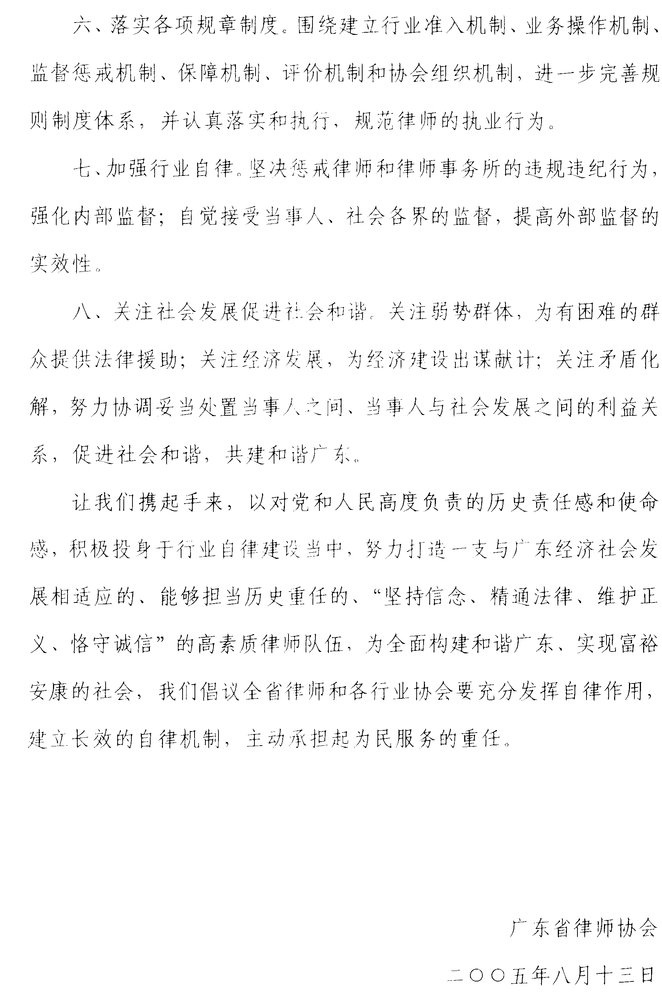 六、落实各项规章制度。围绕建立行业准入机制、业务操作机制、
监督惩戒机制、保障机制、评价机制和协会组织机制，进一步完善规
则制度体系，并认真落实和执行，规范律师的执业行为。
七、加强行业自律。坚决惩戒律师和律师事务所的违规违纪行为，
强化内部监督；自觉接受当事人、社会各界的监督，提高外部监督的
实效性。
八、关注社会发展促进社会和谐。关注弱势群体，为有困难的群
众提供法律援助；关注经济发展，为经济建设出谋献计；关注矛盾化
解，努力协调妥当处置当事人之间、当事人与社会发展之间的利益关
系，促进社会和谐，共建和谐广东。
让我们携起手来，以对党和人民高度负责的历史责任感和使命
感，积极投身于行业自律建设当中，努力打造一支与广东经济社会发
展相适应的、能够担当历史重任的、“坚持信念、精通法律、维护正
义、恪守诚信”的高素质律师队伍，为全面构建和谐广东、实现富裕
安康的社会，我们倡议全省律师和各行业协会要充分发挥自律作用，
建立长效的自律机制，主动承担起为民服务的重任。
广东省律师协会
二〇〇五年八月十三日